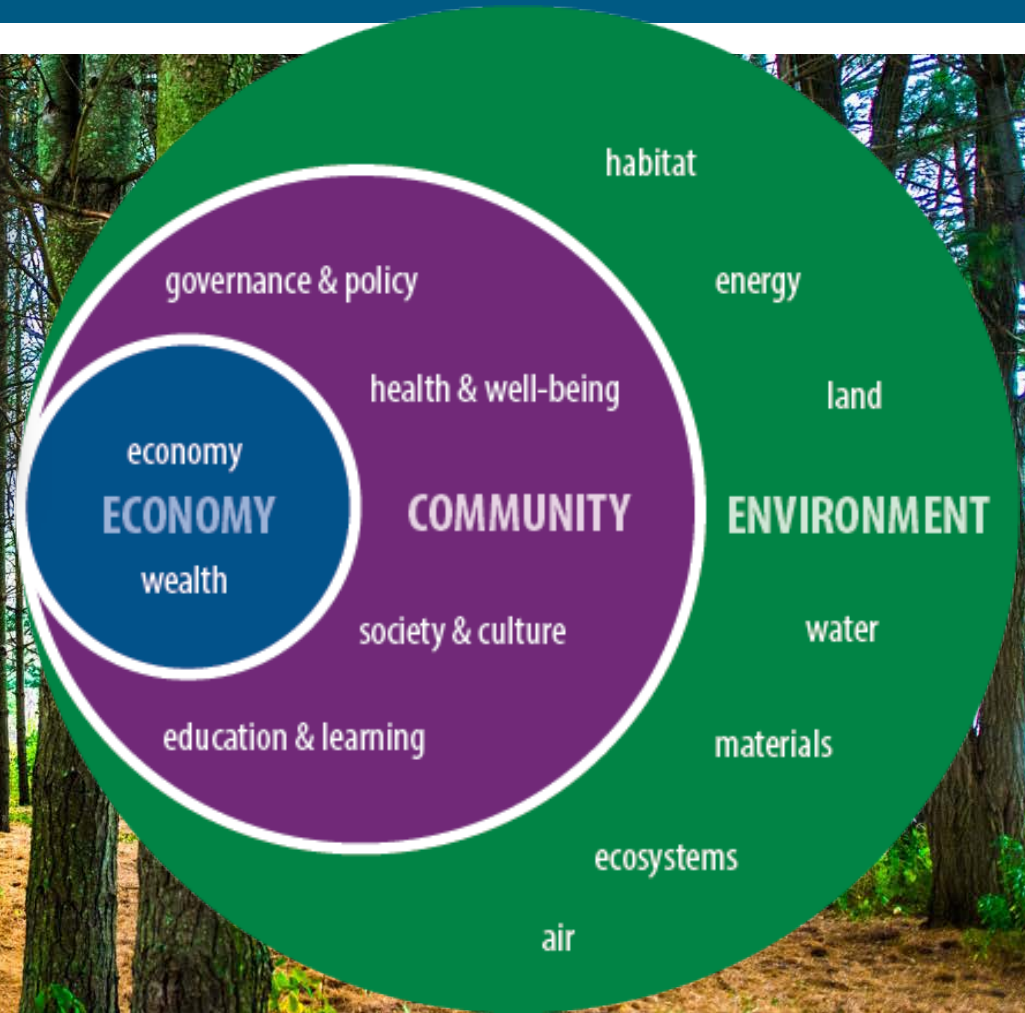 habitat
governance & policy
energy
health & well-being
land
economy
ECONOMY
COMMUNITY
ENVIRONMENT
wealth
society & culture
water
education & learning
materials
ecosystems
air